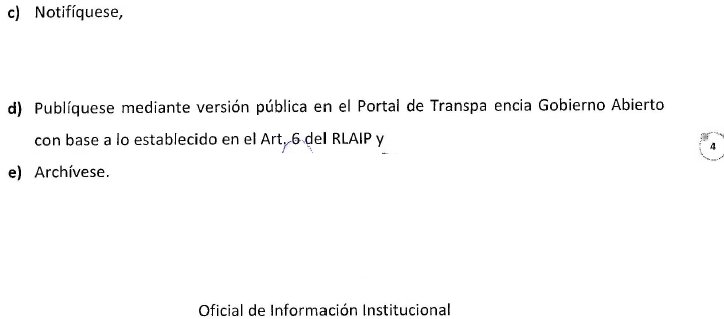 c) Notifíquese,
d) Publíquese mediante versión pública en el Portal de Transpa encia Gobierno Abierto
con base a lo establecido en el Art. 6 del RLAIP y
4
e) Archívese.
Oficial de Información Institucional